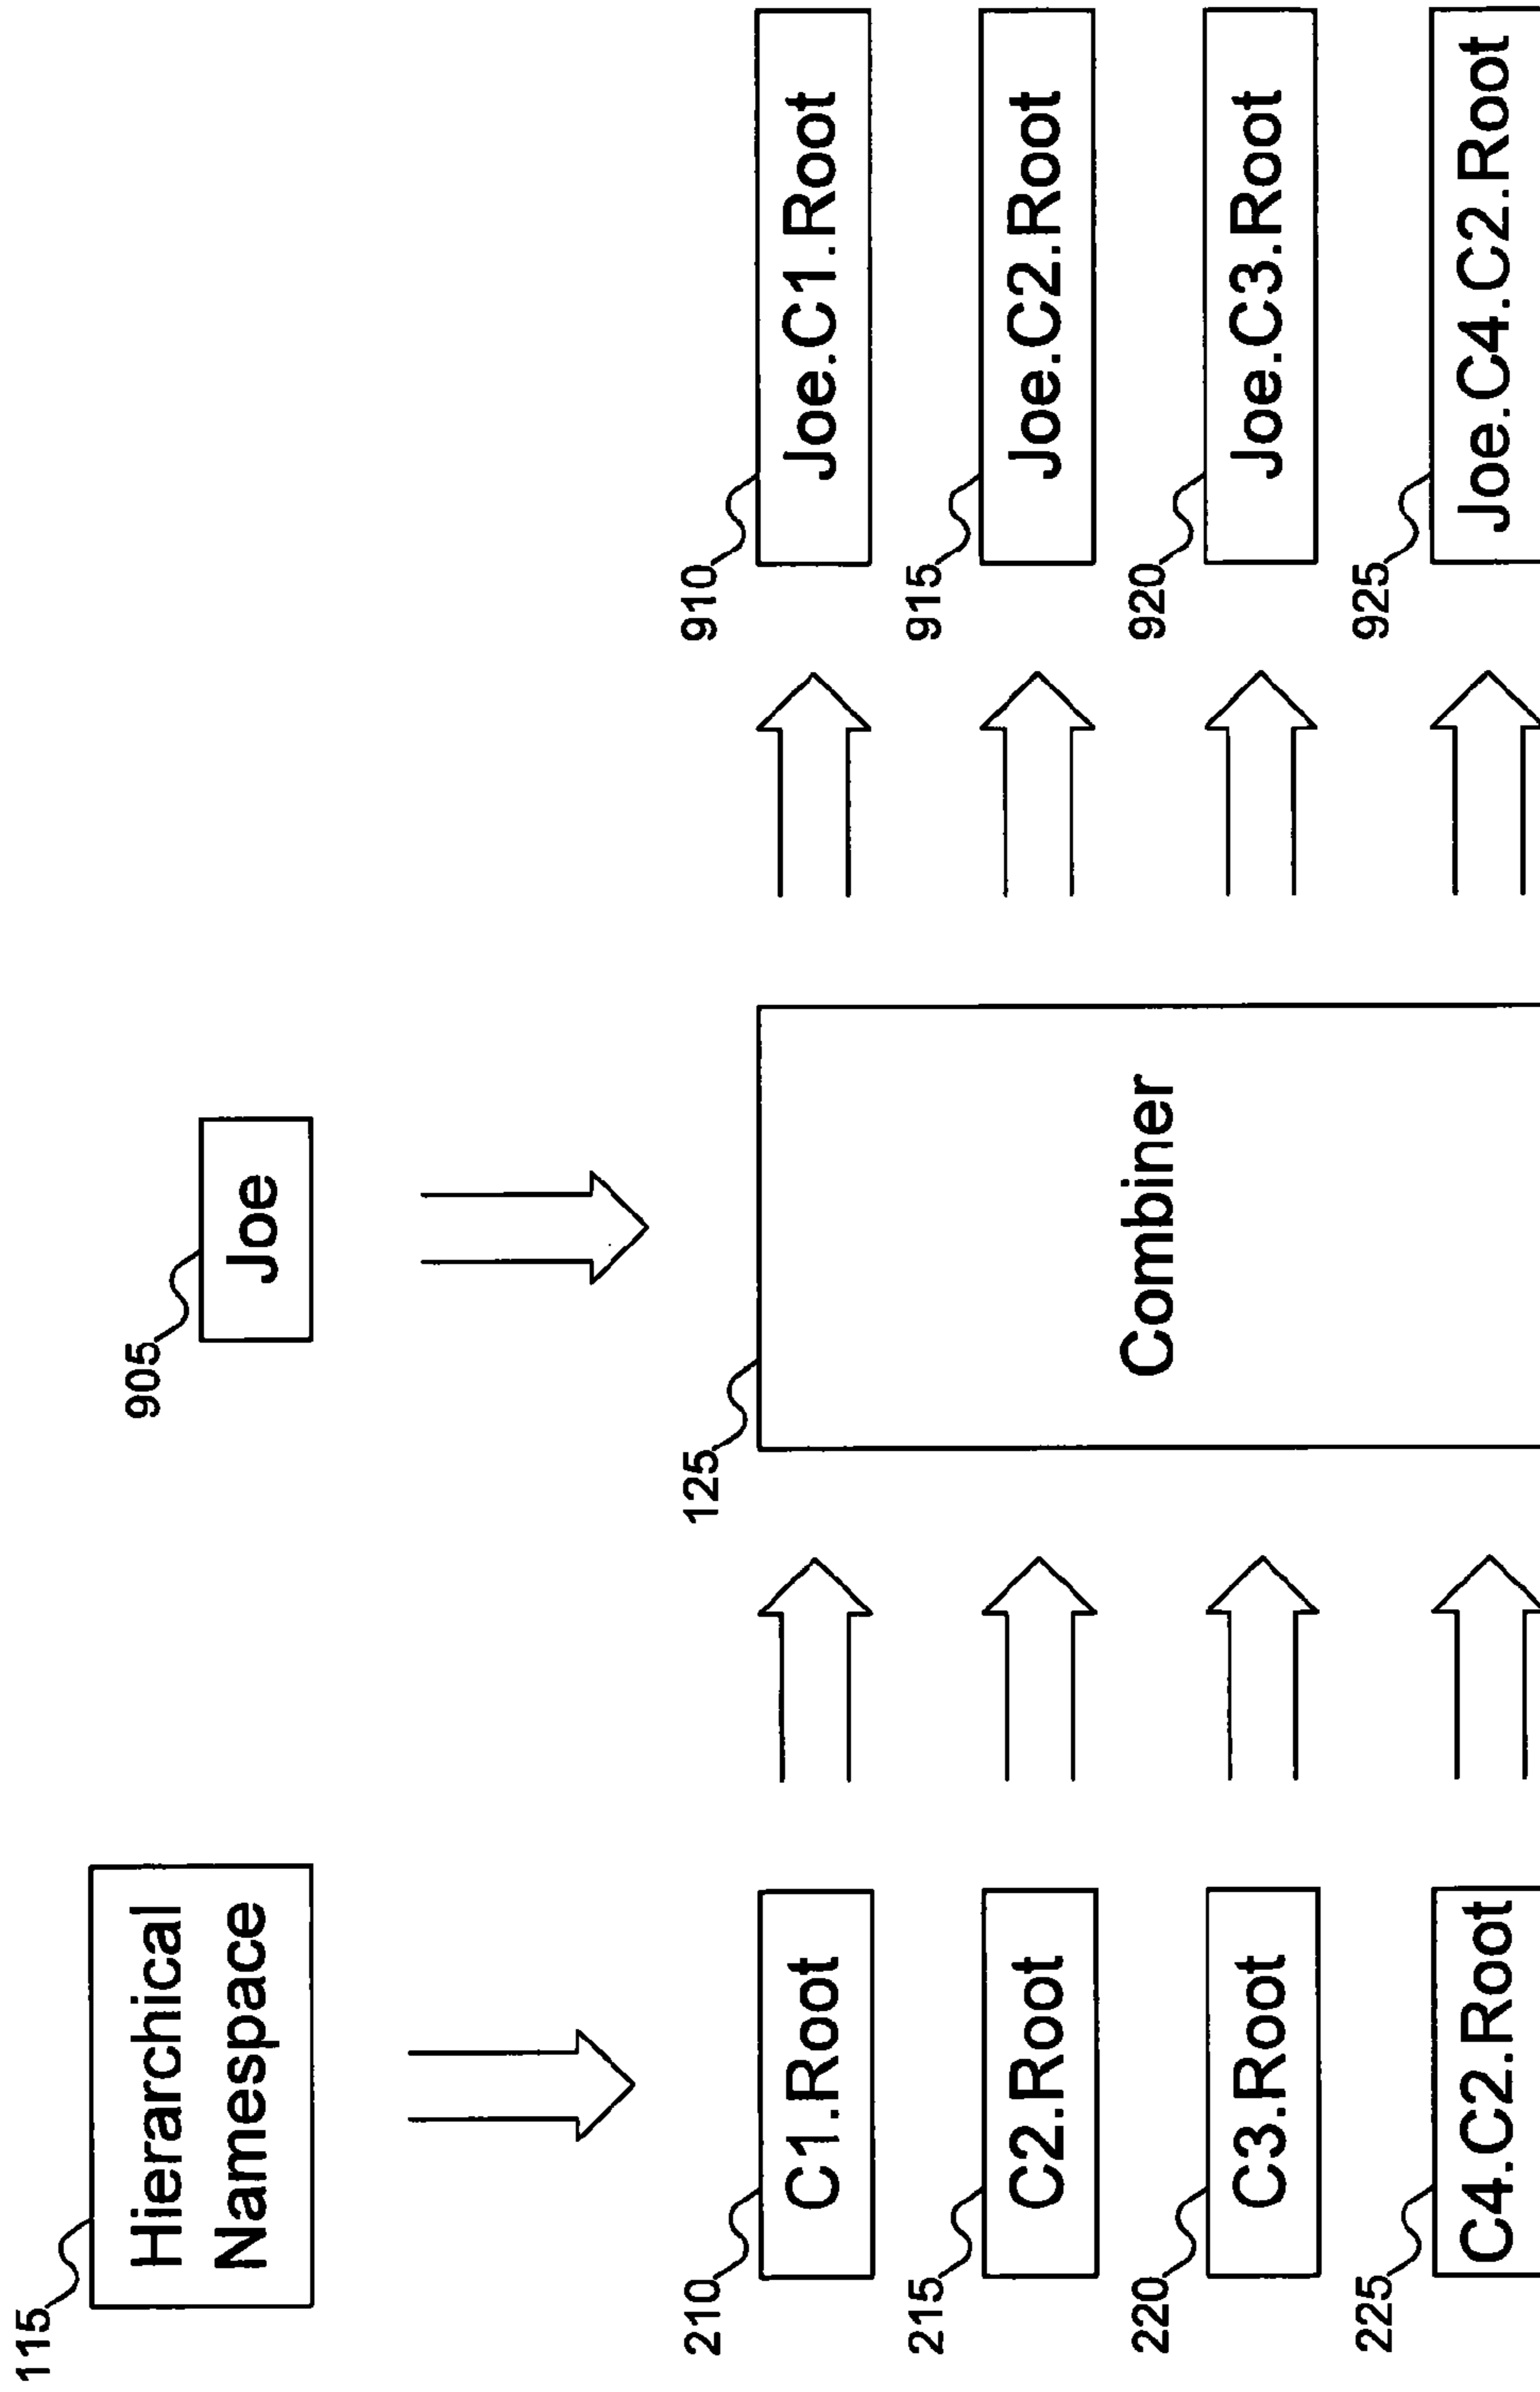 115
Hierarchical
Namespace
905
Joe
210
C1.Root
215
C2.Root
220
C3.Root
225
C4.C2.Root
125
Combiner
910
Joe.C1.Root
915
Joe.C2.Root
920
Joe.C3.Root
925
Joe.C4.C2.Root